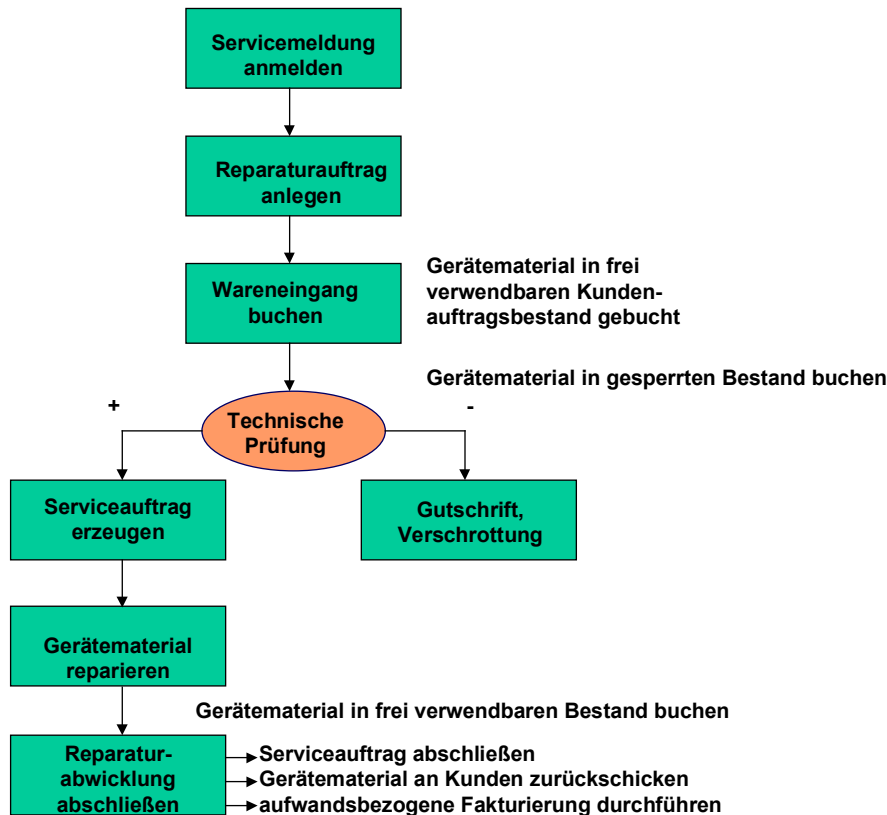 Servicemeldung
anmelden
Reparaturauftrag
anlegen
Wareneingang
buchen
Gerätematerial in frei
verwendbaren Kunden-
auftragsbestand gebucht
Gerätematerial in gesperrten Bestand buchen
+
-
Technische
Prüfung
Serviceauftrag
erzeugen
Gutschrift,
Verschrottung
Gerätematerial
reparieren
Gerätematerial in frei verwendbaren Bestand buchen
Reparatur-
abwicklung
abschließen
Serviceauftrag abschließen
Gerätematerial an Kunden zurückschicken
aufwandsbezogene Fakturierung durchführen